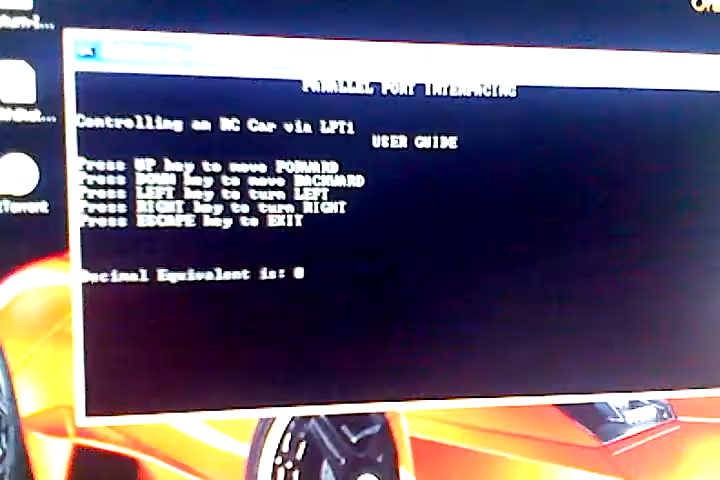 PARALLEL PORT INTERFACING
Controlling an RC Car via LPT1
USER GUIDE
Press UP key to move FORWARD
Press DOWN key to move BACKWARD
Press LEFT key to turn LEFT
Press RIGHT key to turn RIGHT
Press ESCAPE key to EXIT
Decimal Equivalent is: 0